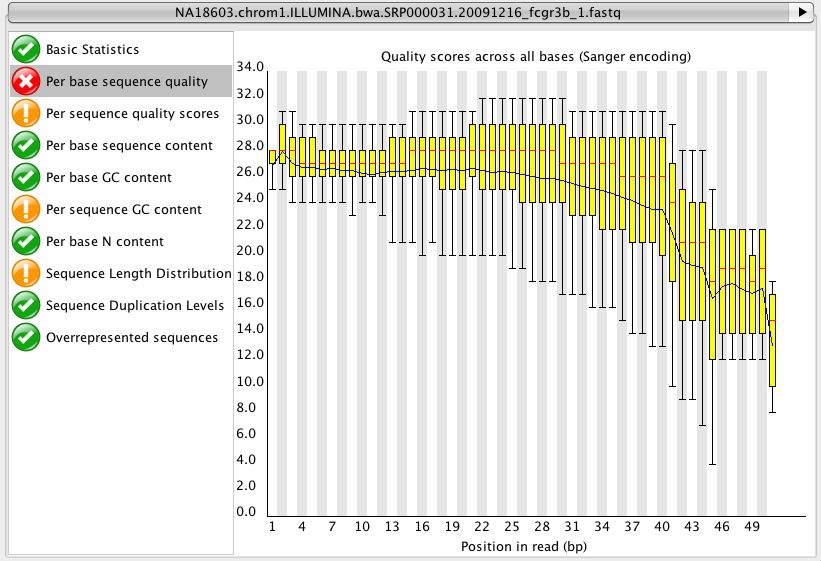 NA18603.chrom1.ILLUMINA.bwa.SRP000031.20091216_fcgr3b_1.fastq
Basic Statistics
Per base sequence quality
Per sequence quality scores
Per base sequence content
Per base GC content
Per sequence GC content
Per base N content
Sequence Length Distribution
Sequence Duplication Levels
Overrepresented sequences
Quality scores across all bases (Sanger encoding)
34.0
32.0
30.0
28.0
26.0
24.0
22.0
20.0
18.0
16.0
14.0
12.0
10.0
8.0
6.0
4.0
2.0
0.0
1 4 7 10 13 16 19 22 25 28 31 34 37 40 43 46 49
Position in read (bp)